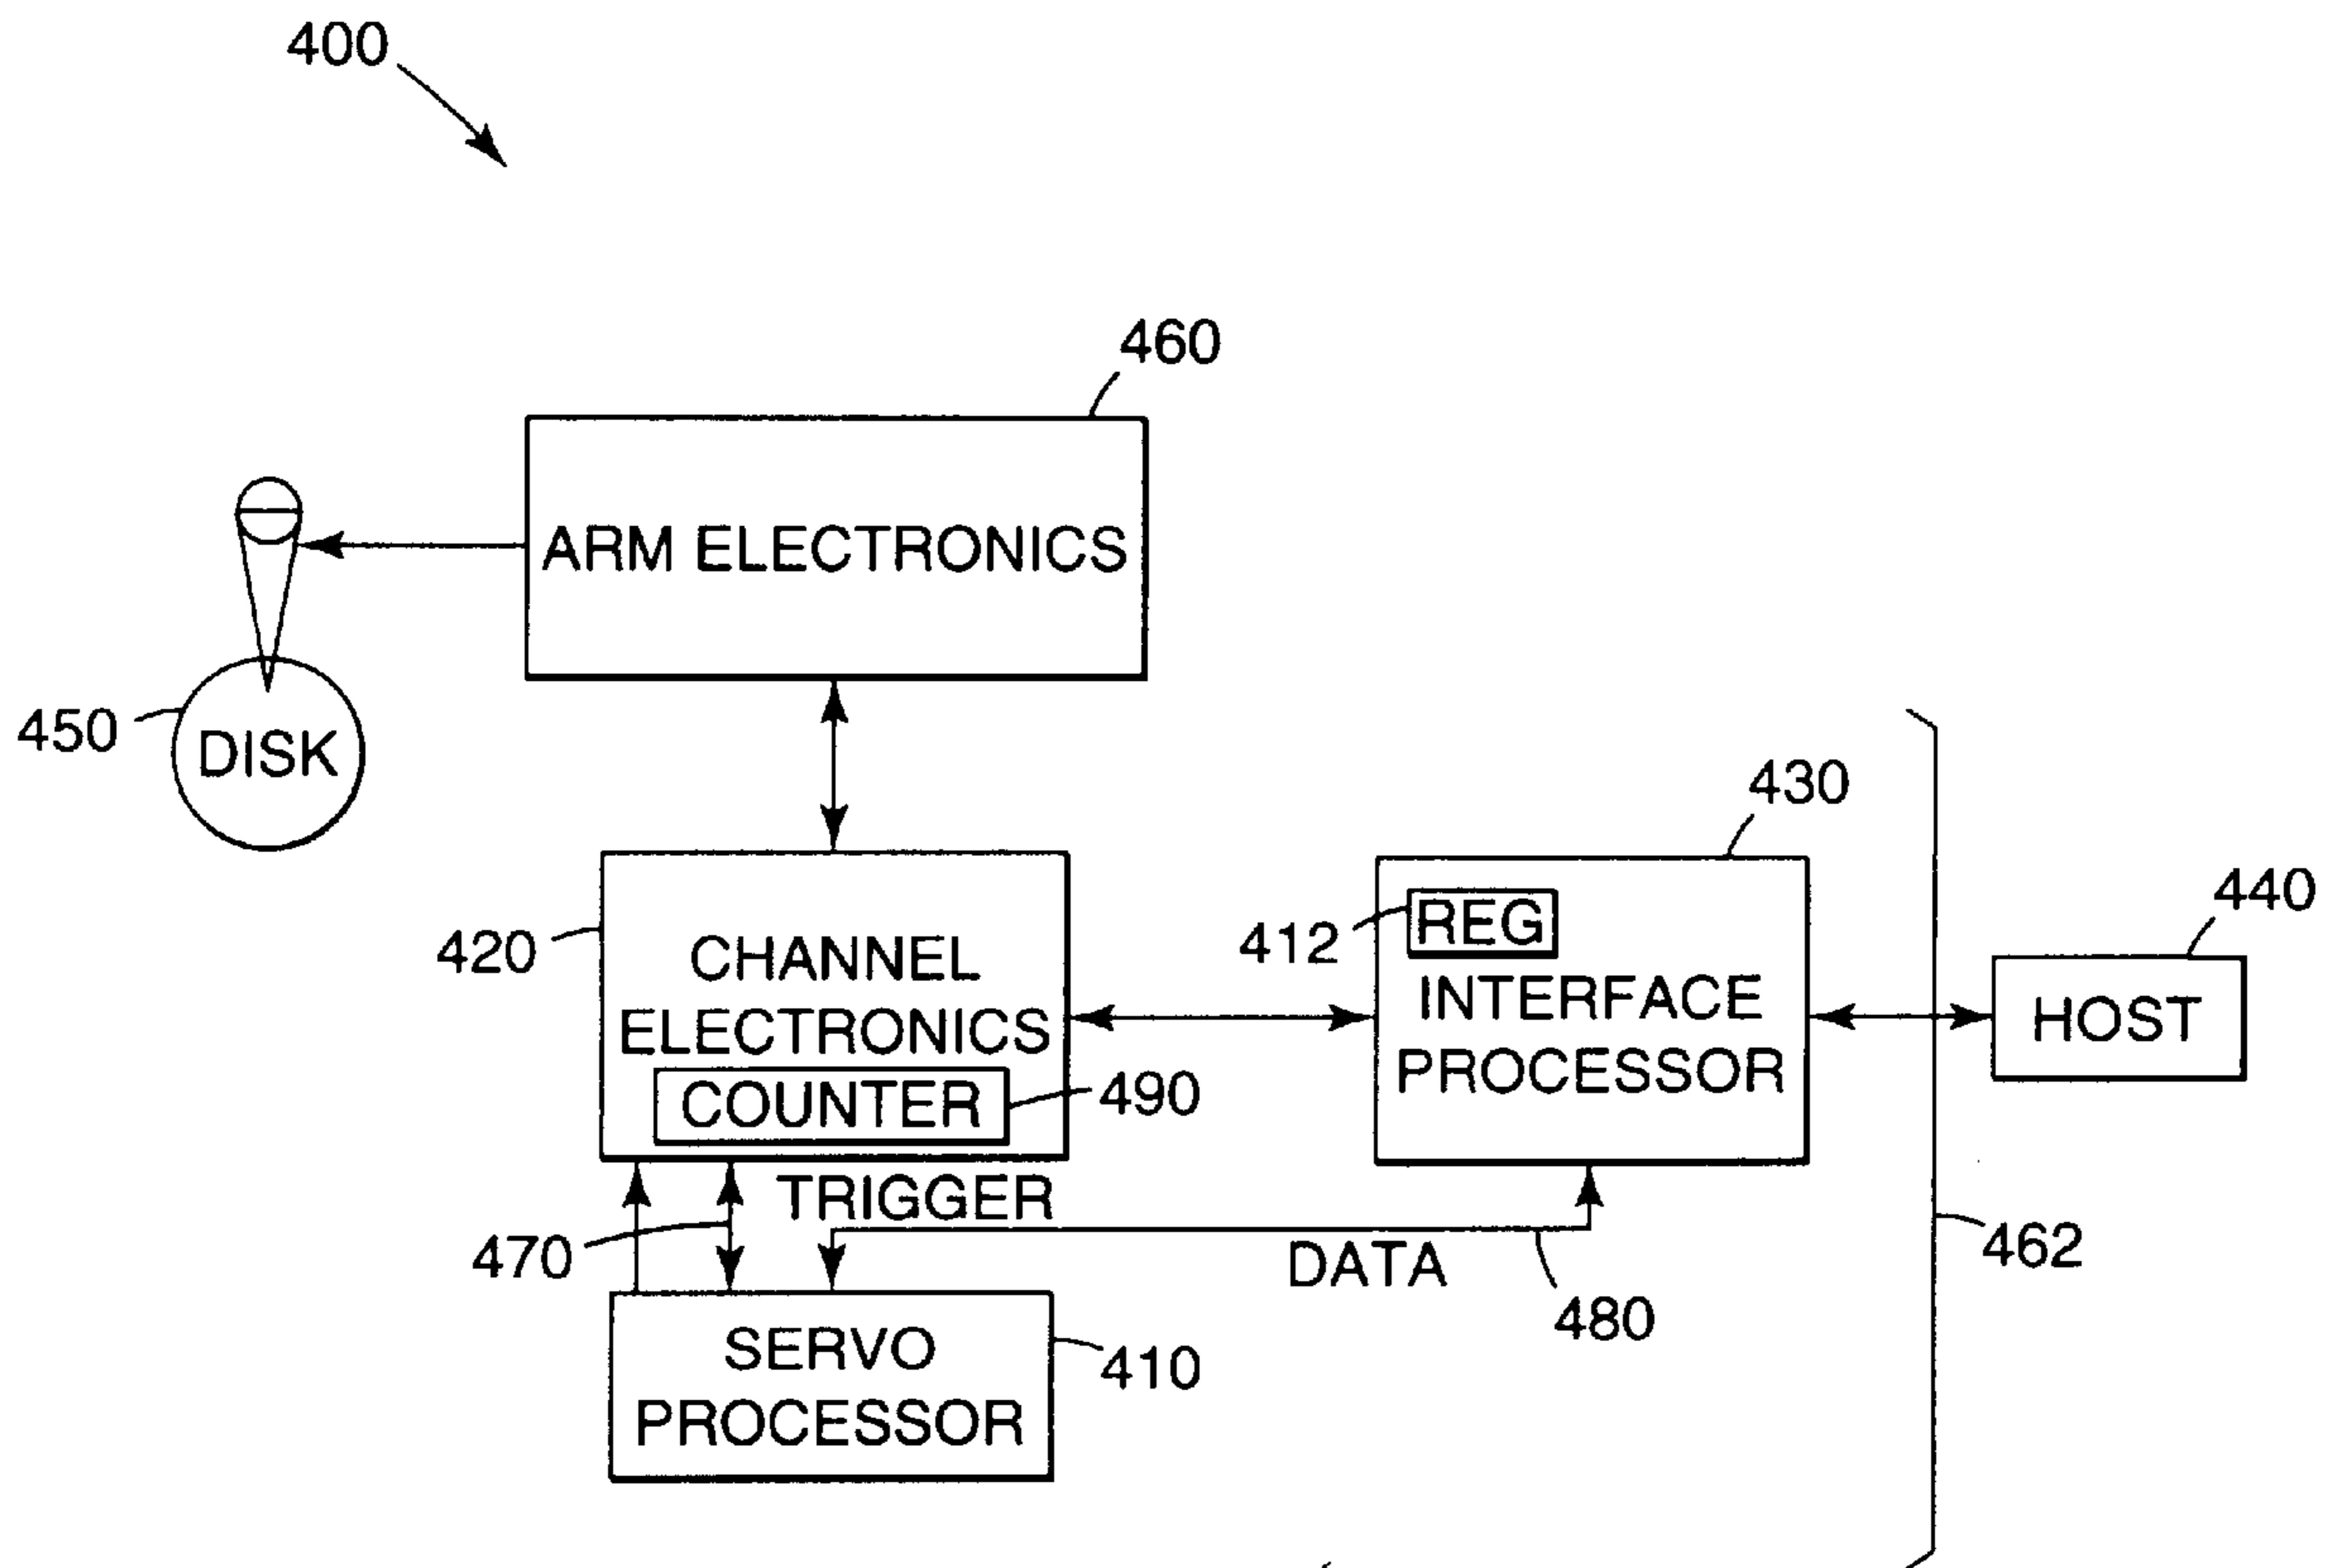 400
460
ARM ELECTRONICS
450
DISK
430
440
420
412
REG
CHANNEL
ELECTRONICS
INTERFACE
PROCESSOR
HOST
COUNTER
490
TRIGGER
470
DATA
462
480
SERVO
PROCESSOR
410